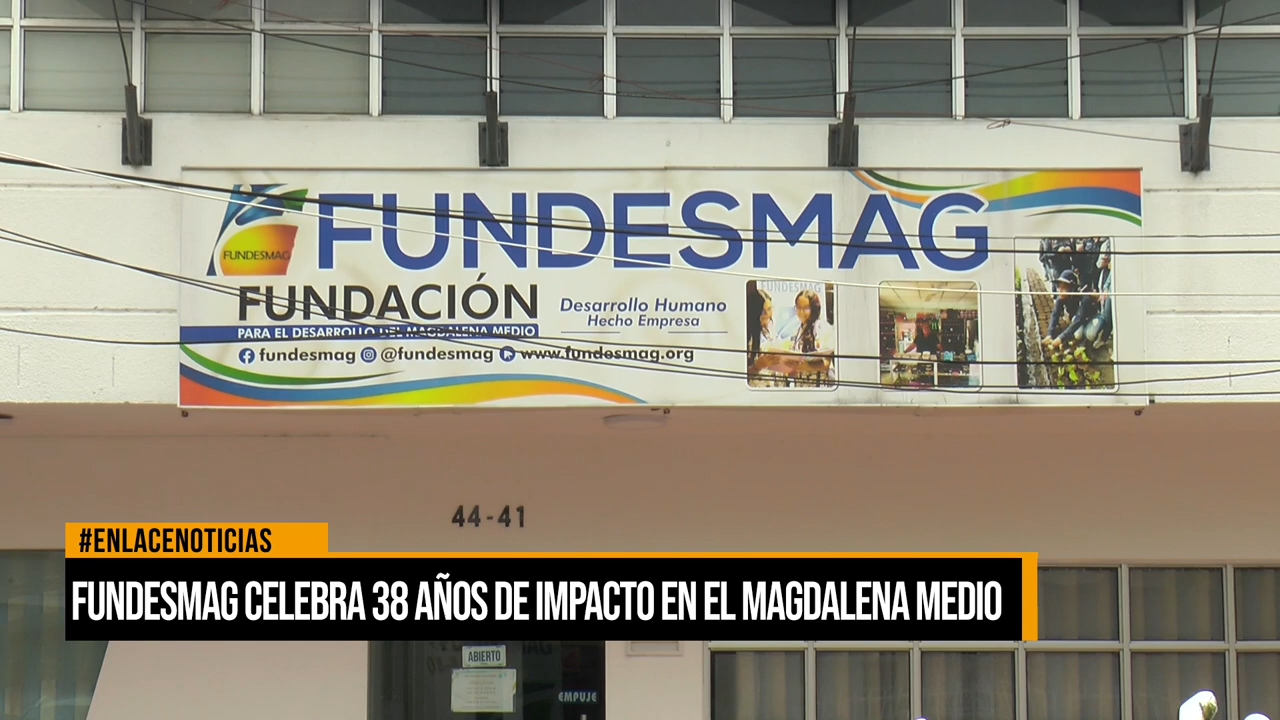 FUNDESMAG
FUNDESMAG
FUNDACIÓN
PARA EL DESARROLLO DEL MAGDALENA MEDIO
Desarrollo Humano
Hecho Empresa
fundesmag @fundesmag www.fundesmag.org
FUNDESMAG
44-41
#ENLACENOTICIAS
FUNDESMAG CELEBRA 38 AÑOS DE IMPACTO EN EL MAGDALENA MEDIO
ABIERTO
EMPUJE